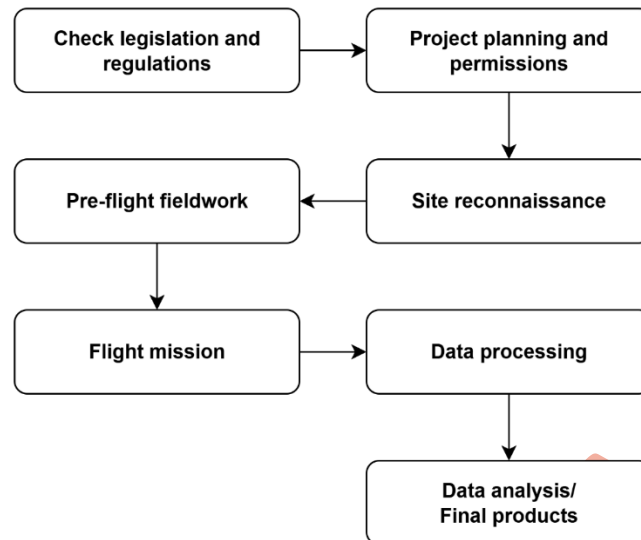 Check legislation and
regulations
Project planning and
permissions
Site reconnaissance
Pre-flight fieldwork
Flight mission
Data processing
Data analysis/
Final products